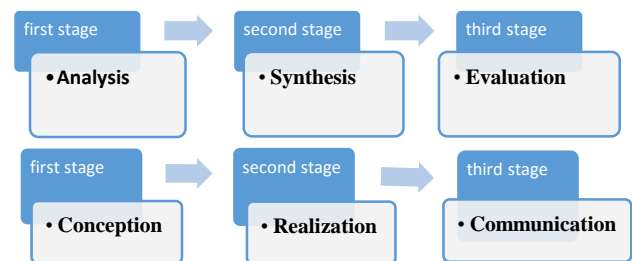 first stage
second stage
third stage
• Analysis
• Synthesis
• Evaluation
first stage
second stage
third stage
• Conception
• Realization
• Communication